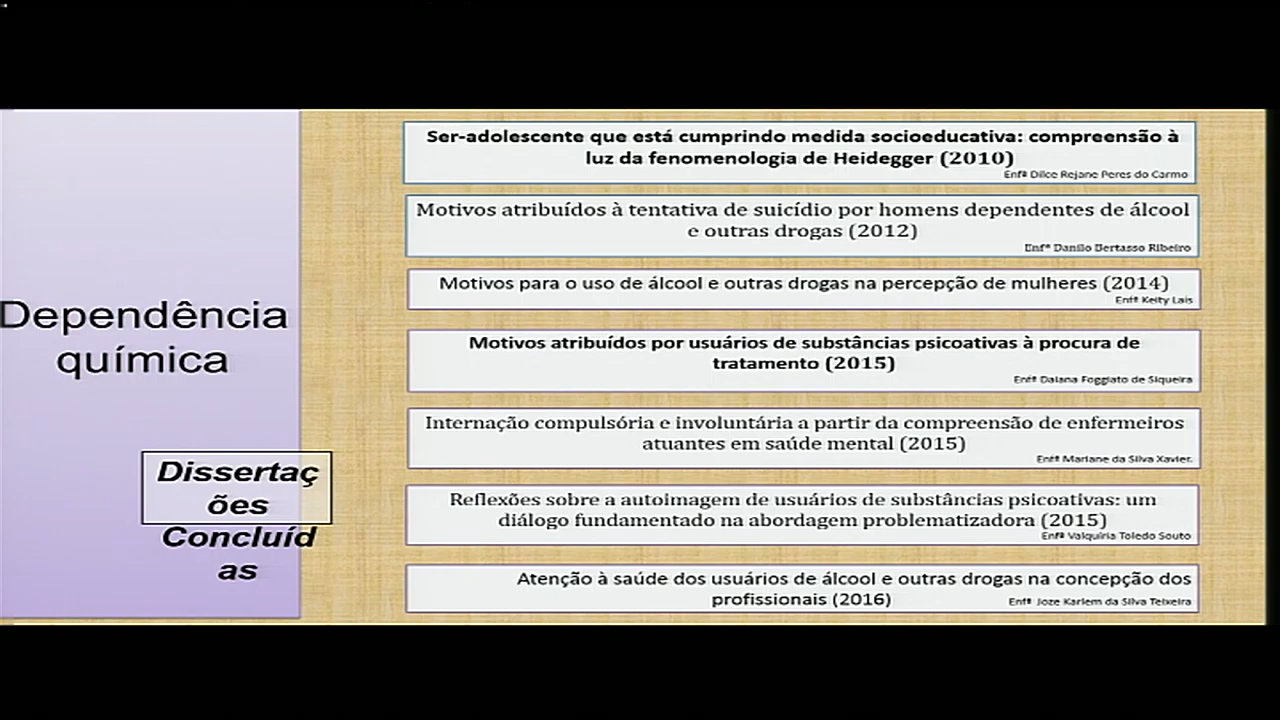 Dependência
química
Dissertaç
ões
Concluíd
as
Ser-adolescente que está cumprindo medida socioeducativa: compreensão à
luz da fenomenologia de Heidegger (2010)
Enfª Dilce Rejane Peres do Carmo
Motivos atribuídos à tentativa de suicídio por homens dependentes de álcool
e outras drogas (2012)
Enfº Danilo Bertasso Ribeiro
Motivos para o uso de álcool e outras drogas na percepção de mulheres (2014)
Enfª Keity Lais
Motivos atribuídos por usuários de substâncias psicoativas à procura de
tratamento (2015)
Enfª Daiana Foggiato de Siqueira
Internação compulsória e involuntária a partir da compreensão de enfermeiros
atuantes em saúde mental (2015)
Enfª Mariane da Silva Xavier.
Reflexões sobre a autoimagem de usuários de substâncias psicoativas: um
diálogo fundamentado na abordagem problematizadora (2015)
Enfª Valquíria Toledo Souto
Atenção à saúde dos usuários de álcool e outras drogas na concepção dos
profissionais (2016) Enfª Joze Karlem da Silva Teixeira